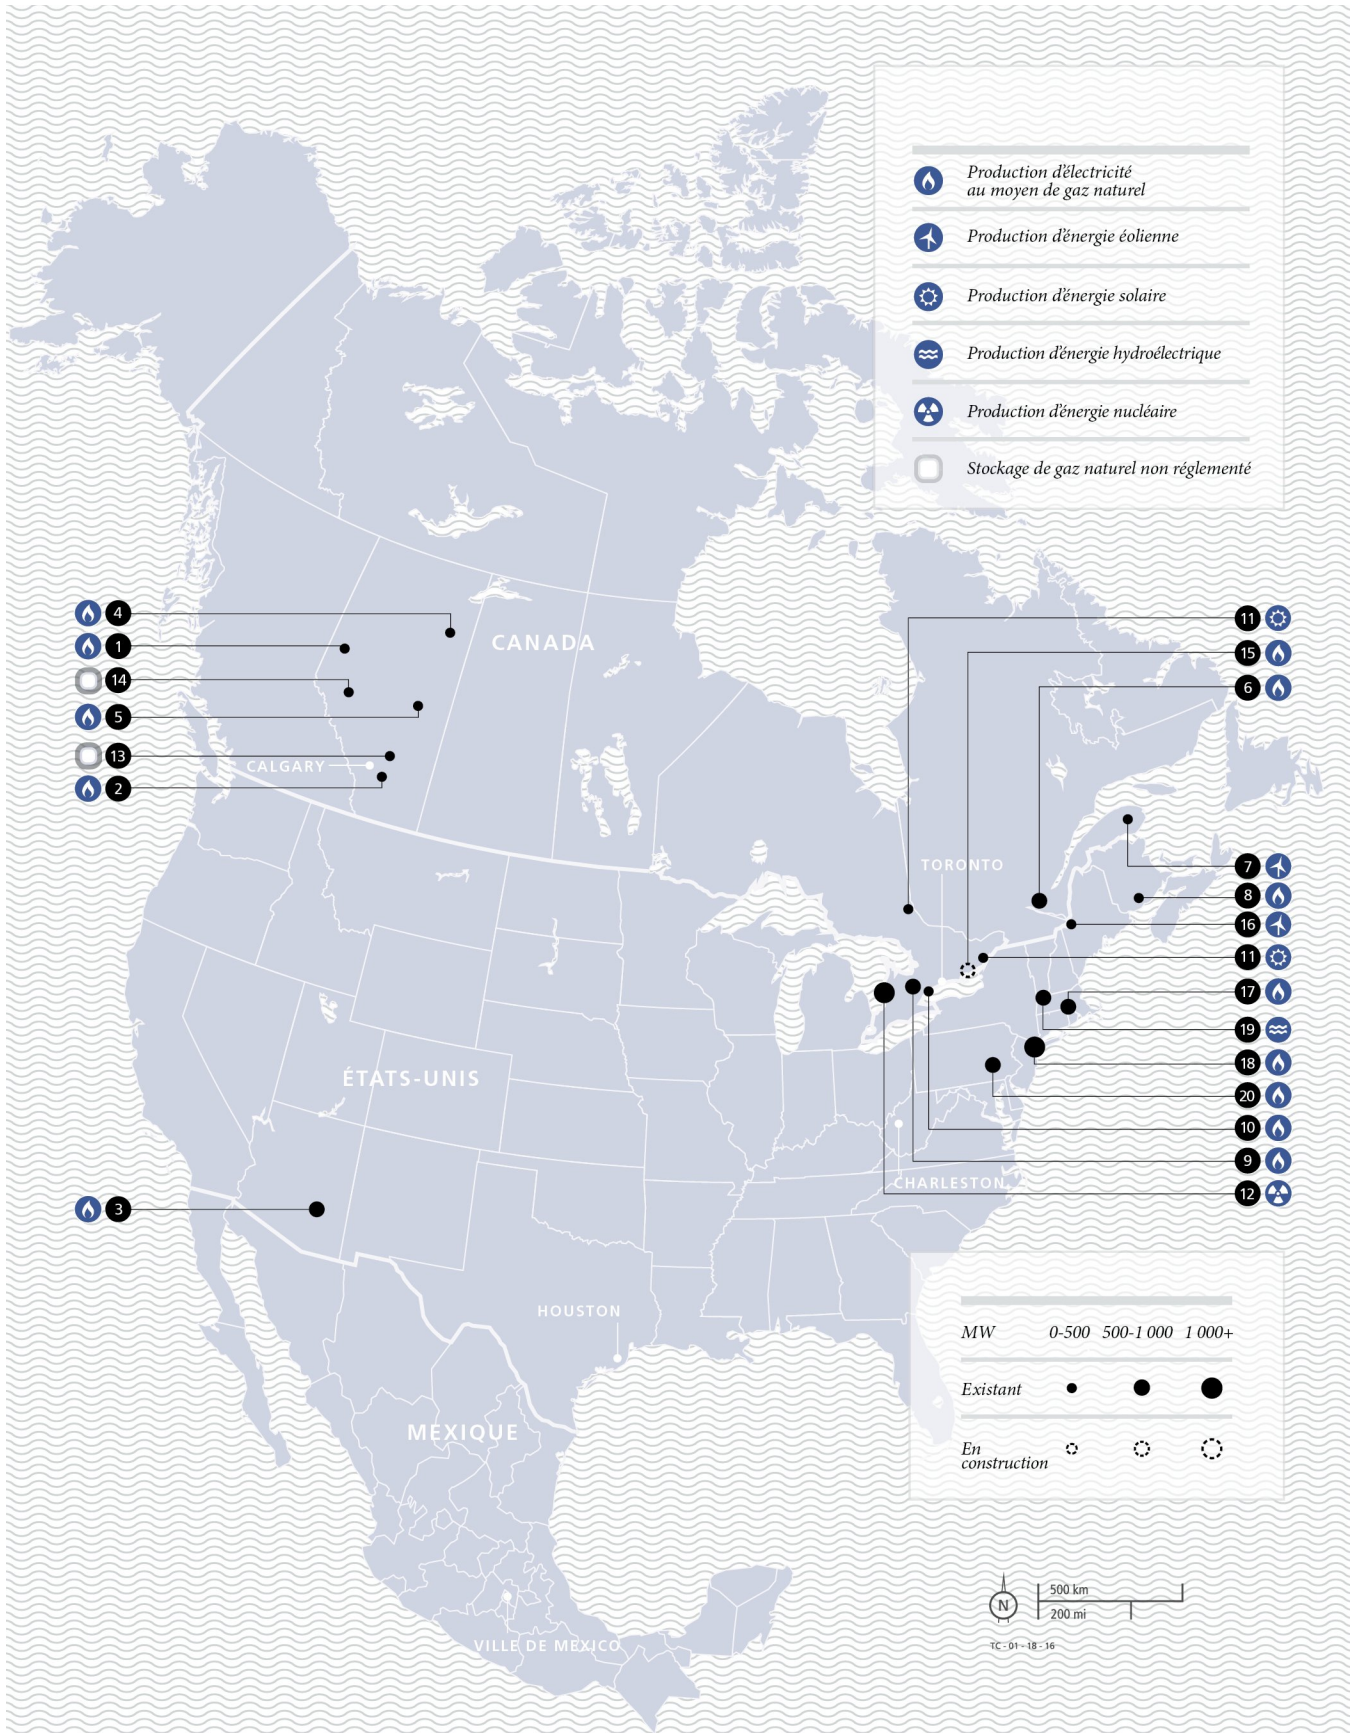 Production d'électricité
au moyen de gaz naturel
Production d'énergie éolienne
Production d'énergie solaire
Production d'énergie hydroélectrique
Production d'énergie nucléaire
Stockage de gaz naturel non réglementé
4
1
14
5
13
2
3
CANADA
CALGARY
TORONTO
ÉTATS-UNIS
CHARLESTON
HOUSTON
MEXIQUE
VILLE DE MEXICO
11
15
6
7
8
16
11
17
19
18
20
10
9
12
MW 0-500 500-1 000 1 000+
Existant
En
construction
N
500 km
200 mi
TC - 01 - 18 - 16